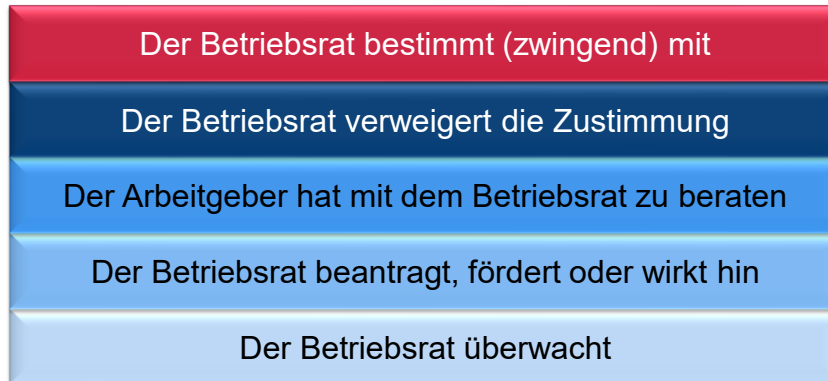 Der Betriebsrat bestimmt (zwingend) mit
Der Betriebsrat verweigert die Zustimmung
Der Arbeitgeber hat mit dem Betriebsrat zu beraten
Der Betriebsrat beantragt, fördert oder wirkt hin
Der Betriebsrat überwacht